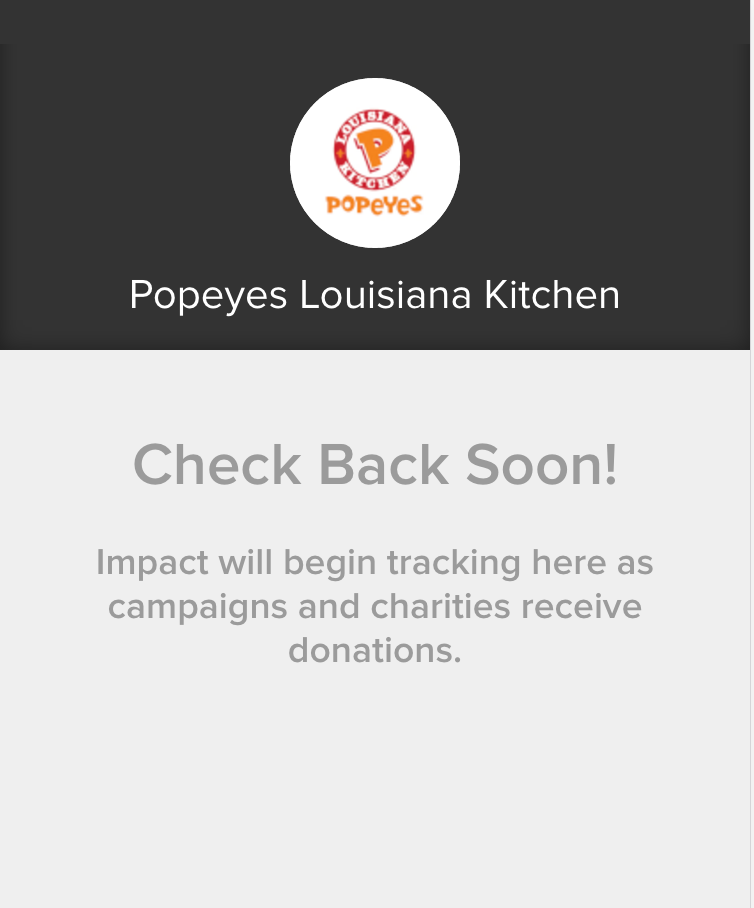 LOUISIANA
P
KITCHEN
POPEYES
Popeyes Louisiana Kitchen
Check Back Soon!
Impact will begin tracking here as
campaigns and charities receive
donations.